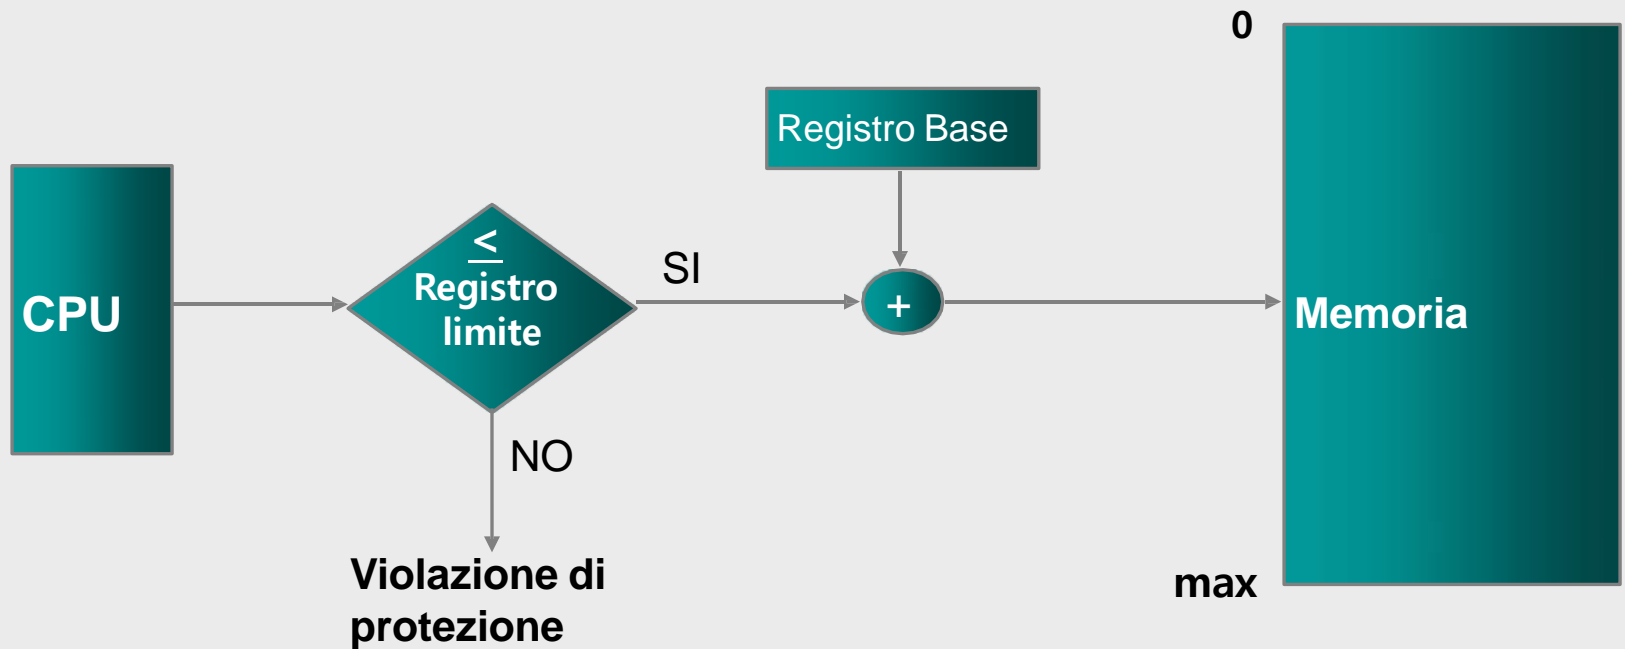 0
Registro Base
CPU
≤
Registro
limite
SI
+
Memoria
NO
Violazione di
protezione
max